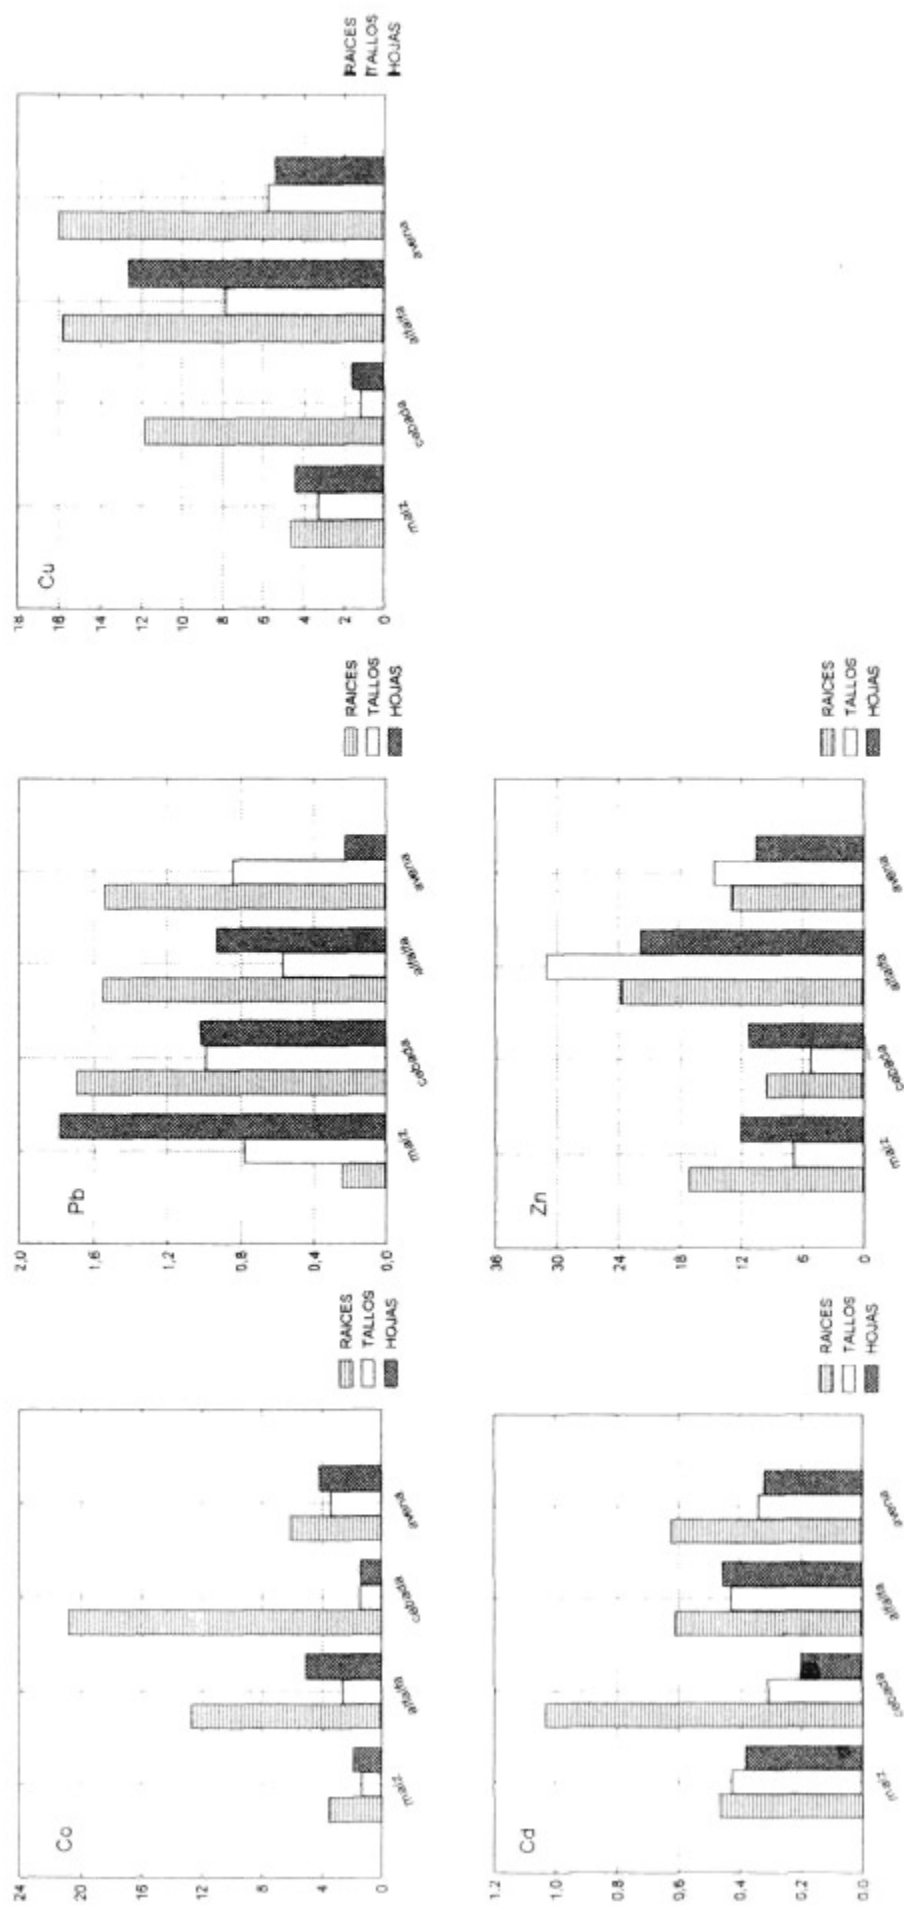 Co
24
20
16
12
8
4
0
maiz
alfalfa
cebada
avena
RAICES
TALLOS
HOJAS
Pb
2,0
1,6
1,2
0,8
0,4
0,0
maiz
cebada
alfalfa
avena
RAICES
TALLOS
HOJAS
Cu
18
16
14
12
10
8
6
4
2
0
maiz
cebada
alfalfa
avena
RAICES
TALLOS
HOJAS
Cd
1,2
1,0
0,8
0,6
0,4
0,2
0,0
maiz
cebada
alfalfa
avena
RAICES
TALLOS
HOJAS
Zn
36
30
24
18
12
6
0
maiz
cebada
alfalfa
avena
RAICES
TALLOS
HOJAS